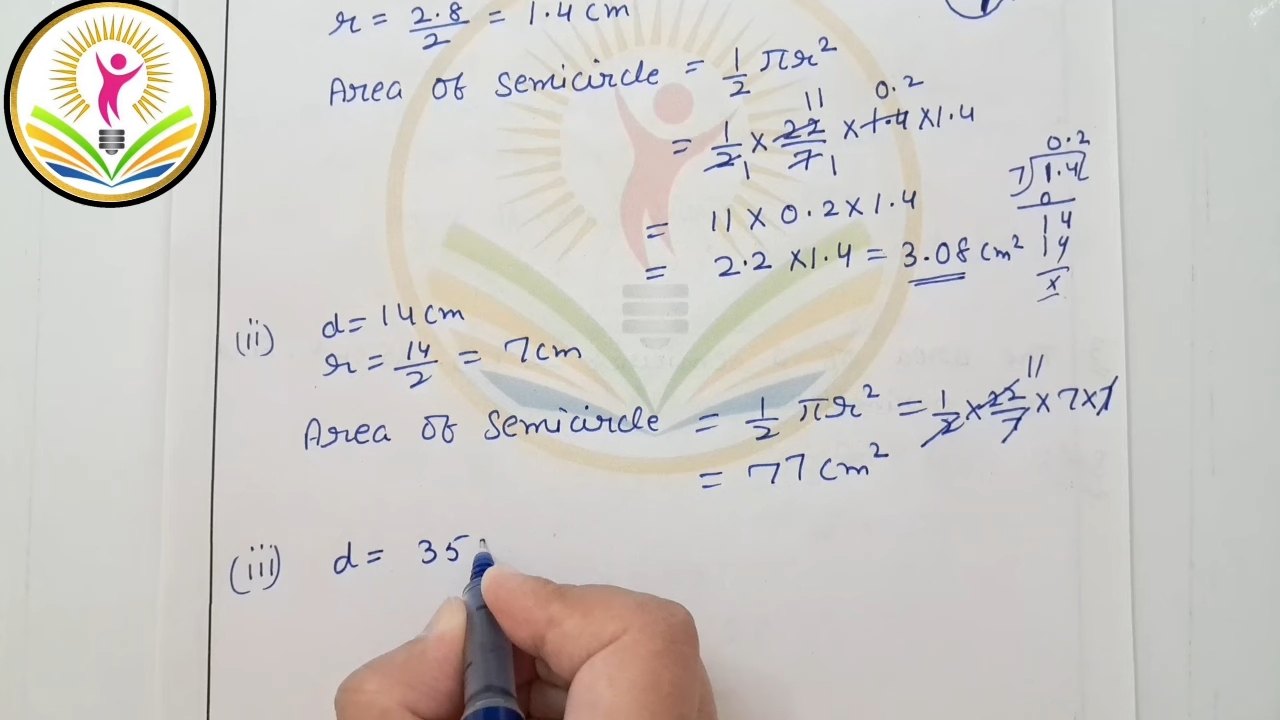 r = 2.8/2 = 1.4 cm
Area of semicircle = 1/2 πr²
= 1/2 × 22/7 × 1.4 × 1.4
11 0.2
1 1
= 11 × 0.2 × 1.4
= 2.2 × 1.4 = 3.08 cm²
0.2
7)1.4
0
14
14
x
(ii) d = 14 cm
r = 14/2 = 7 cm
Area of semicircle = 1/2 πr² = 1/2 × 22/7 × 7 × 7
11
= 77 cm²
(iii) d = 35